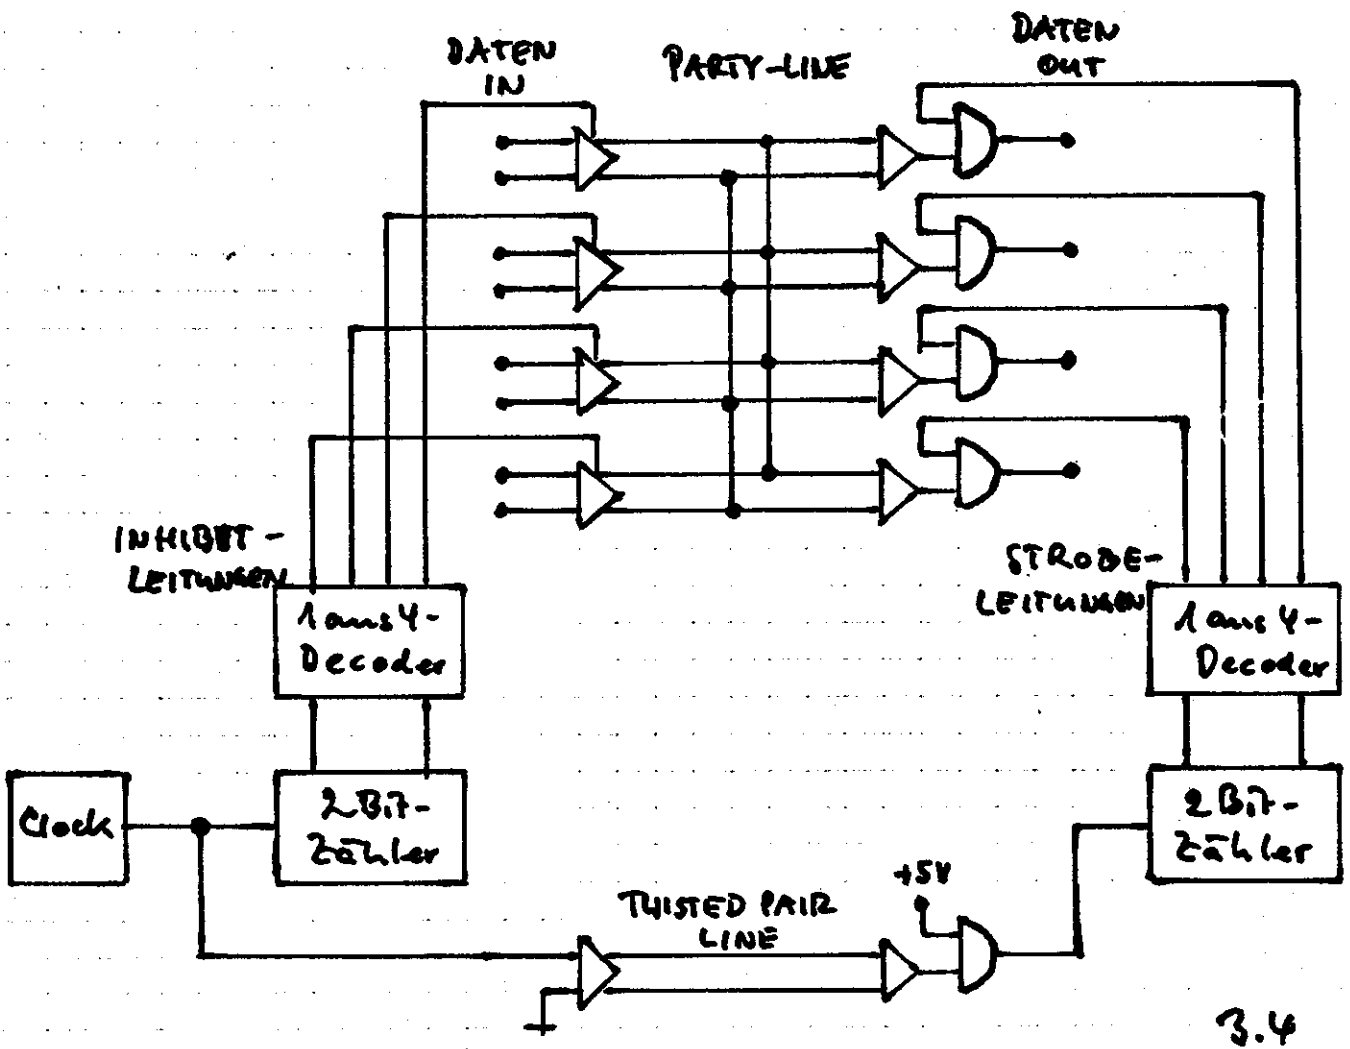 DATEN
IN
PARTY-LINE
DATEN
OUT
INHIBIT-
LEITUNGEN
STROBE-
LEITUNGEN
1 aus 4-
Decoder
1 aus 4-
Decoder
Clock
2 Bit-
Zähler
2 Bit-
Zähler
+5V
TWISTED PAIR
LINE
3.4